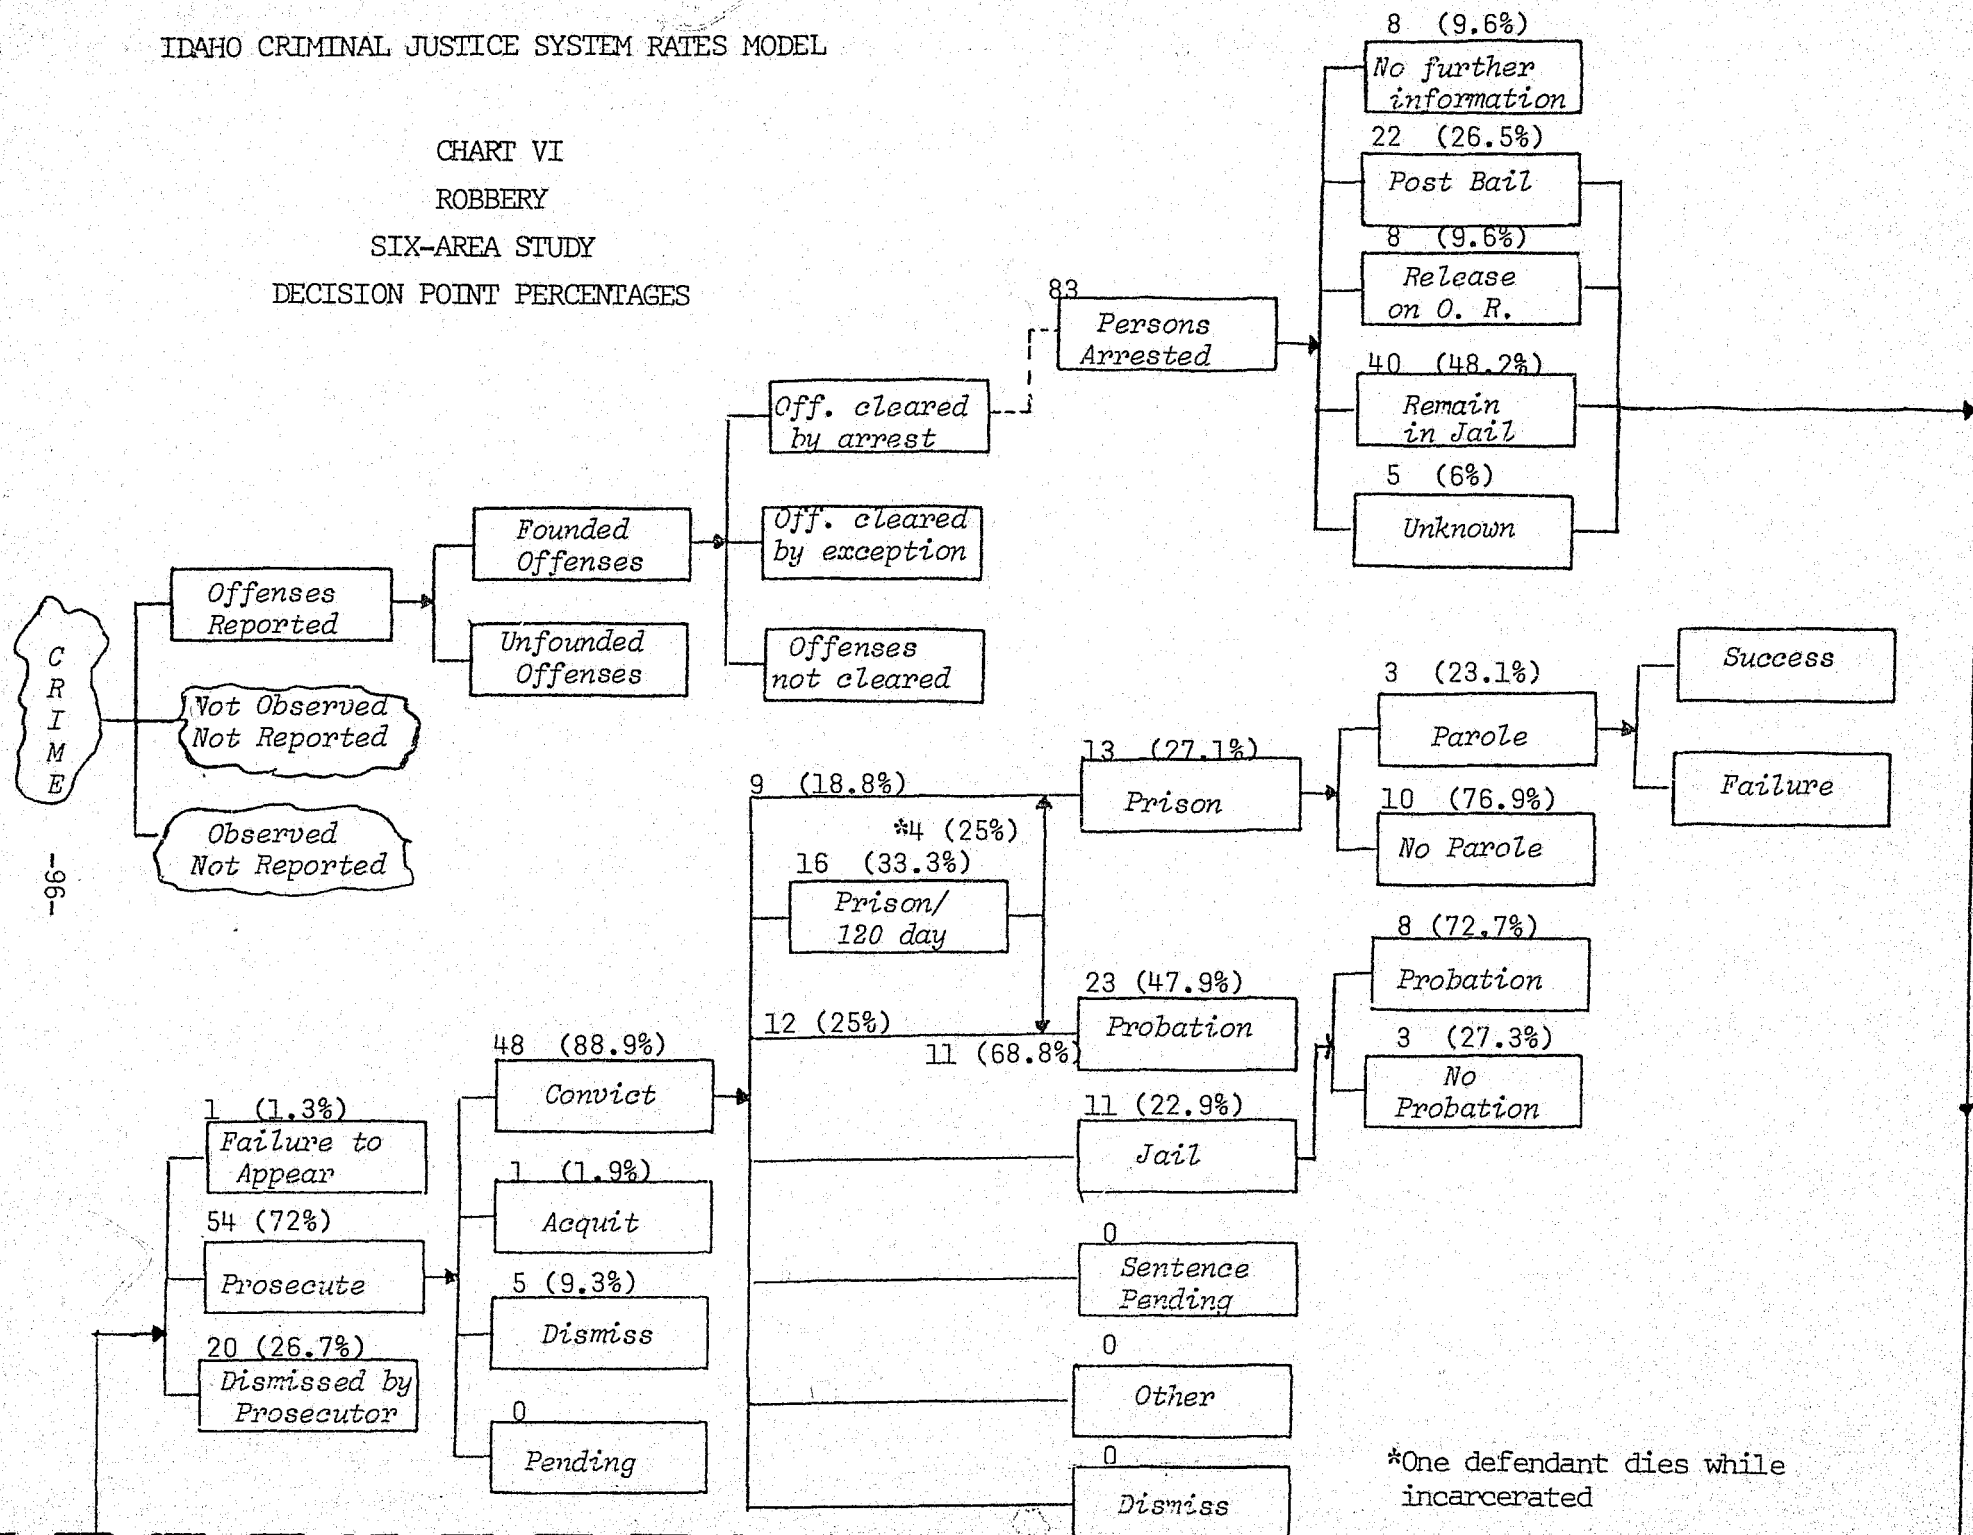 IDAHO CRIMINAL JUSTICE SYSTEM RATES MODEL
CHART VI
ROBBERY
SIX-AREA STUDY
DECISION POINT PERCENTAGES
C
R
I
M
E
Offenses
Reported
Not Observed
Not Reported
Observed
Not Reported
Founded
Offenses
Unfounded
Offenses
Off. cleared
by arrest
Off. cleared
by exception
Offenses
not cleared
83
Persons
Arrested
8 (9.6%)
No further
information
22 (26.5%)
Post Bail
8 (9.6%)
Release
on O. R.
40 (48.2%)
Remain
in Jail
5 (6%)
Unknown
1 (1.3%)
Failure to
Appear
54 (72%)
Prosecute
20 (26.7%)
Dismissed by
Prosecutor
48 (88.9%)
Convict
1 (1.9%)
Acquit
5 (9.3%)
Dismiss
0
Pending
9 (18.8%)
*4 (25%)
16 (33.3%)
Prison/
120 day
12 (25%)
11 (68.8%)
13 (27.1%)
Prison
23 (47.9%)
Probation
11 (22.9%)
Jail
0
Sentence
Pending
0
Other
0
Dismiss
3 (23.1%)
Parole
10 (76.9%)
No Parole
Success
Failure
8 (72.7%)
Probation
3 (27.3%)
No
Probation
*One defendant dies while
incarcerated
-96-